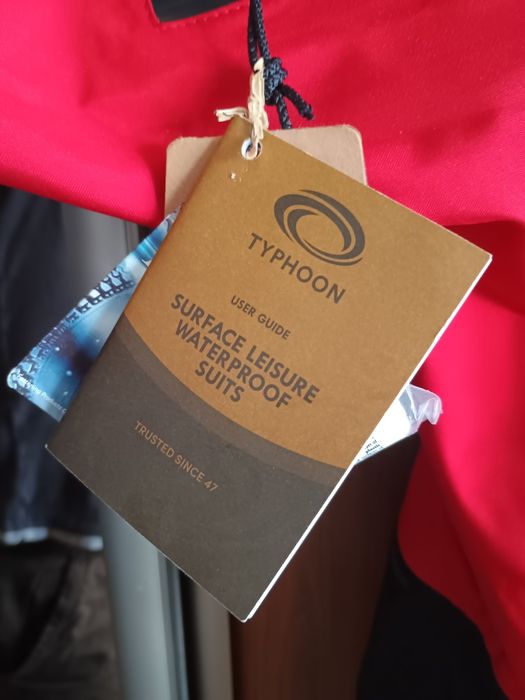 TYPHOON
USER GUIDE
SURFACE LEISURE
WATERPROOF
SUITS
TRUSTED SINCE 47